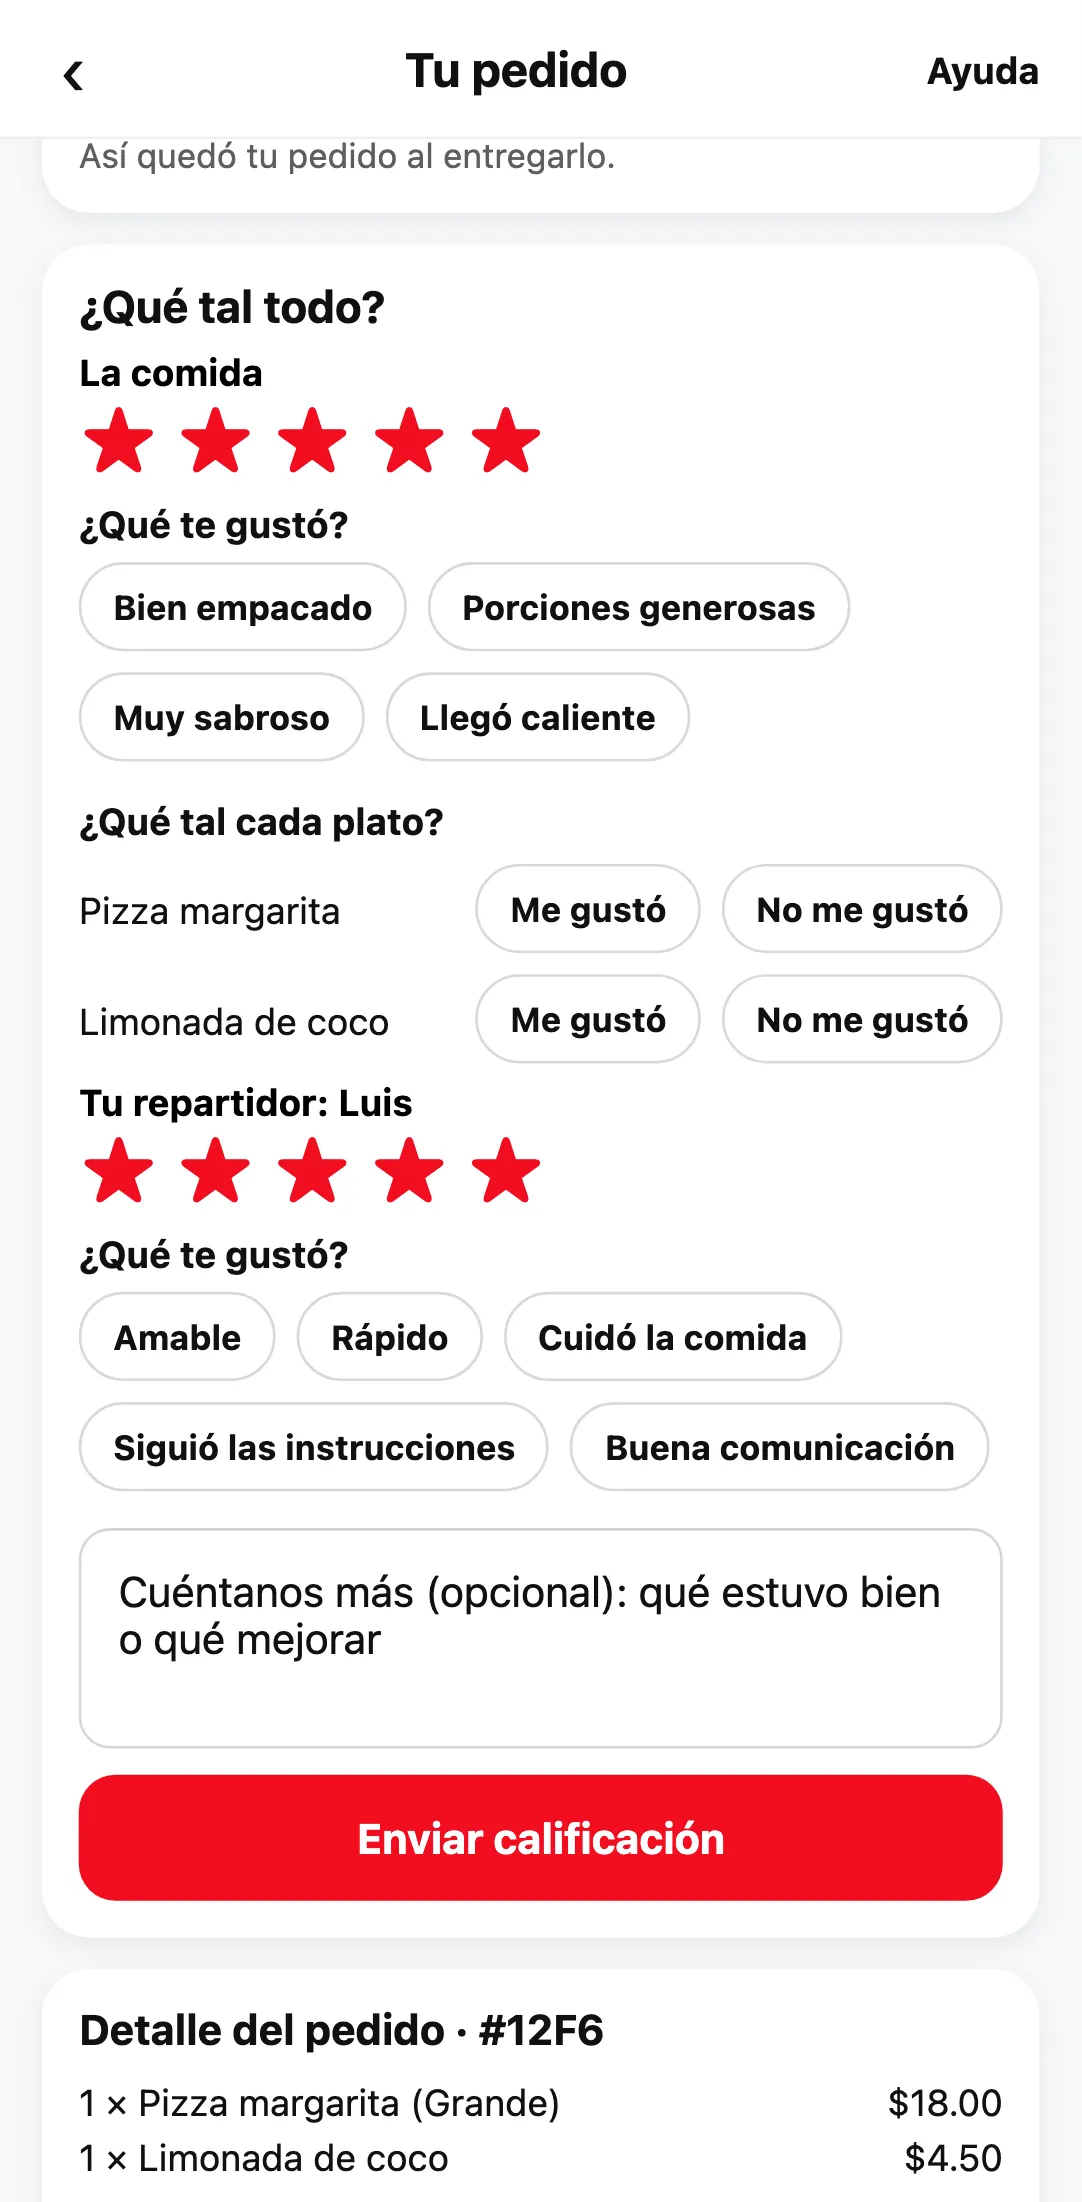 Tu pedido
Ayuda
Así quedó tu pedido al entregarlo.
¿Qué tal todo?
La comida
¿Qué te gustó?
Bien empacado
Porciones generosas
Muy sabroso
Llegó caliente
¿Qué tal cada plato?
Pizza margarita
Me gustó
No me gustó
Limonada de coco
Me gustó
No me gustó
Tu repartidor: Luis
¿Qué te gustó?
Amable
Rápido
Cuidó la comida
Siguió las instrucciones
Buena comunicación
Cuéntanos más (opcional): qué estuvo bien
o qué mejorar
Enviar calificación
Detalle del pedido · #12F6
1 × Pizza margarita (Grande) $18.00
1 × Limonada de coco $4.50